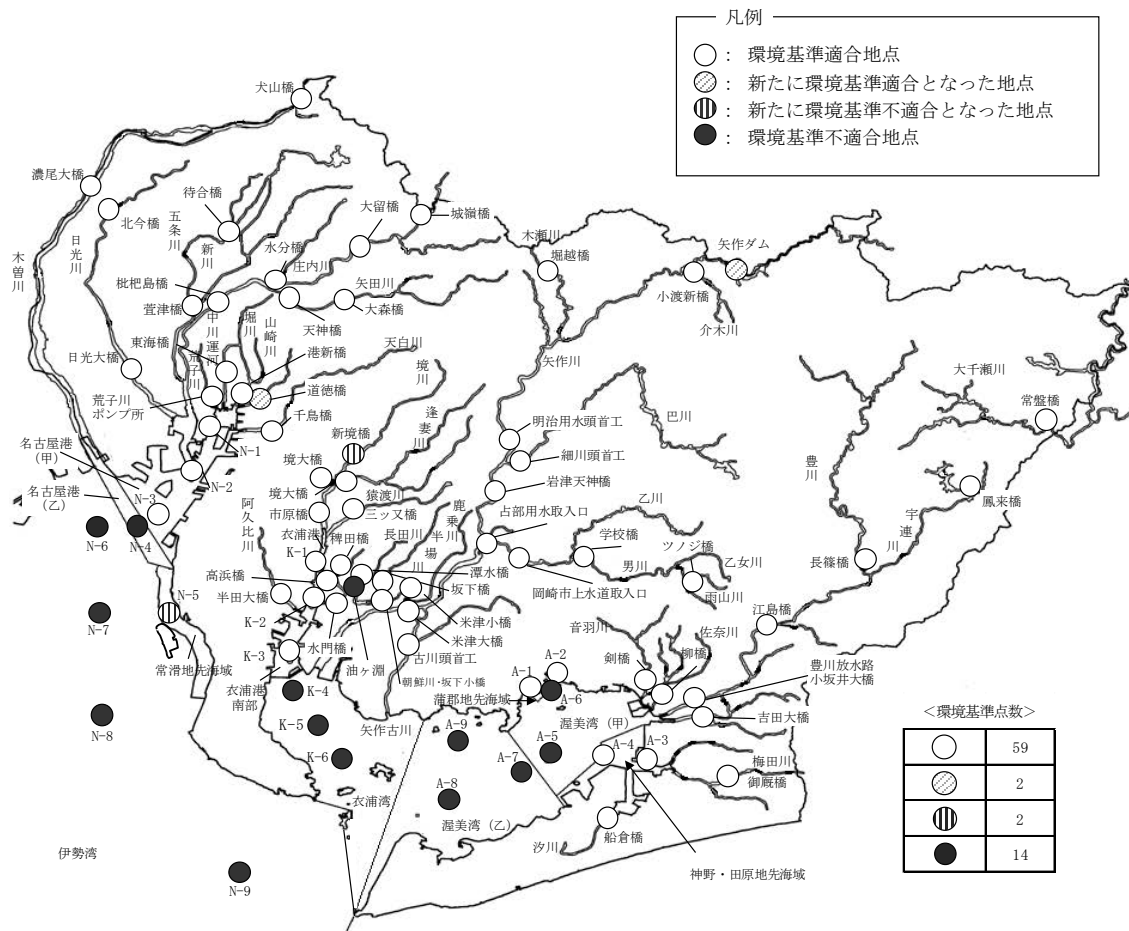 凡例
： 環境基準適合地点
： 新たに環境基準適合となった地点
： 新たに環境基準不適合となった地点
： 環境基準不適合地点
犬山橋
濃尾大橋
北今橋
待合橋
大留橋
城嶺橋
五条川
新川
水分橋
庄内川
木瀬川
堀越橋
矢作ダム
小渡新橋
介木川
木曽川
日光川
枇杷島橋
萱津橋
矢田川
大森橋
天神橋
堀川
山崎川
中川運河
東海橋
荒子川
港新橋
天白川
境川
矢作川
日光大橋
道徳橋
荒子川
ポンプ所
千鳥橋
逢妻川
新境橋
巴川
大千瀬川
常盤橋
明治用水頭首工
細川頭首工
岩津天神橋
豊川
鳳来橋
宇連川
長篠橋
名古屋港
（甲）
名古屋港
（乙）
N-1
N-2
N-3
N-4
N-6
境大橋
境大橋
市原橋
猿渡川
三ッ又橋
阿久比川
衣浦港
K-1
稗田橋
長田川
半場川
鹿乗川
占部用水取入口
乙川
学校橋
男川
ツノジ橋
乙女川
雨山川
岡崎市上水道取入口
高浜橋
半田大橋
K-2
潭水橋
坂下橋
米津小橋
米津大橋
古川頭首工
水門橋
油ヶ淵
朝鮮川・坂下小橋
N-5
N-7
常滑地先海域
K-3
衣浦港
南部
K-4
K-5
K-6
矢作古川
音羽川
佐奈川
江島橋
剣橋
柳橋
豊川放水路
小坂井大橋
吉田大橋
A-1
A-2
蒲郡地先海域
A-6
渥美湾（甲）
A-9
A-5
A-4
A-3
A-7
A-8
梅田川
御厩橋
N-8
衣浦湾
渥美湾（乙）
船倉橋
汐川
神野・田原地先海域
伊勢湾
N-9
＜環境基準点数＞
59
2
2
14